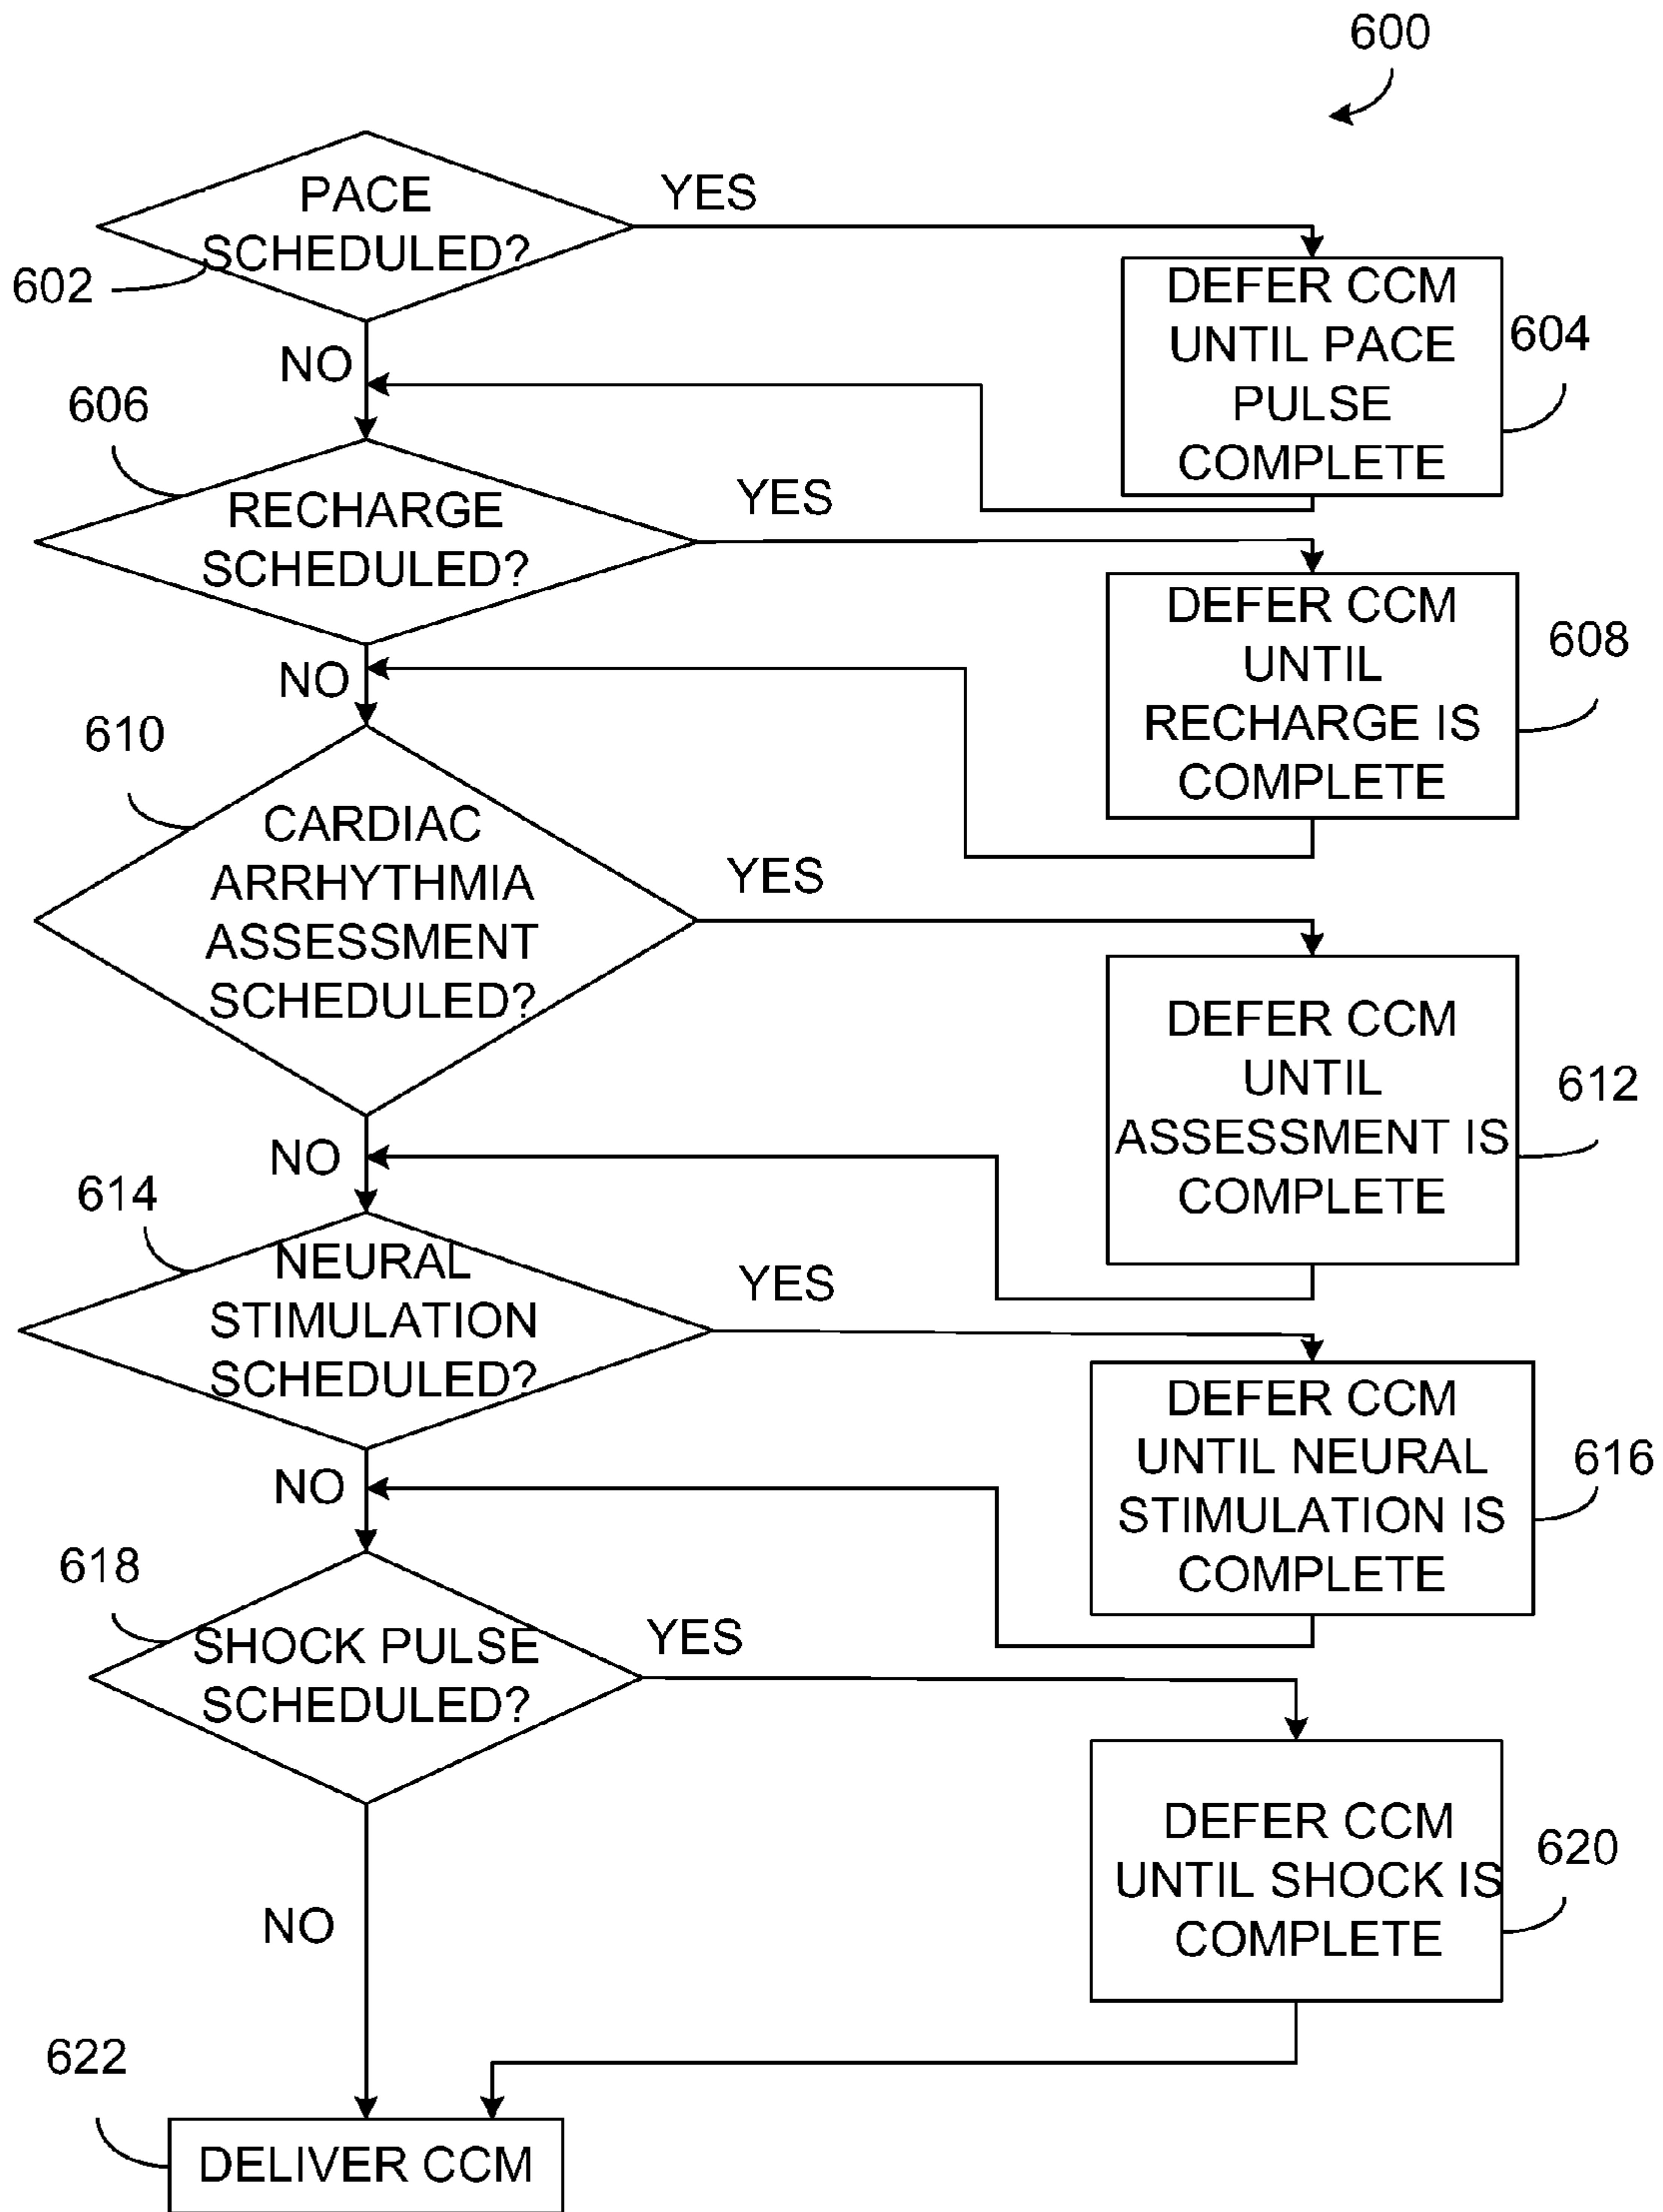 600
PACE
SCHEDULED?
YES
602
DEFER CCM
UNTIL PACE
PULSE
COMPLETE
604
NO
606
RECHARGE
SCHEDULED?
YES
DEFER CCM
UNTIL
RECHARGE IS
COMPLETE
608
NO
610
CARDIAC
ARRHYTHMIA
ASSESSMENT
SCHEDULED?
YES
DEFER CCM
UNTIL
ASSESSMENT IS
COMPLETE
612
NO
614
NEURAL
STIMULATION
SCHEDULED?
YES
DEFER CCM
UNTIL NEURAL
STIMULATION IS
COMPLETE
616
NO
618
SHOCK PULSE
SCHEDULED?
YES
DEFER CCM
UNTIL SHOCK IS
COMPLETE
620
NO
622
DELIVER CCM